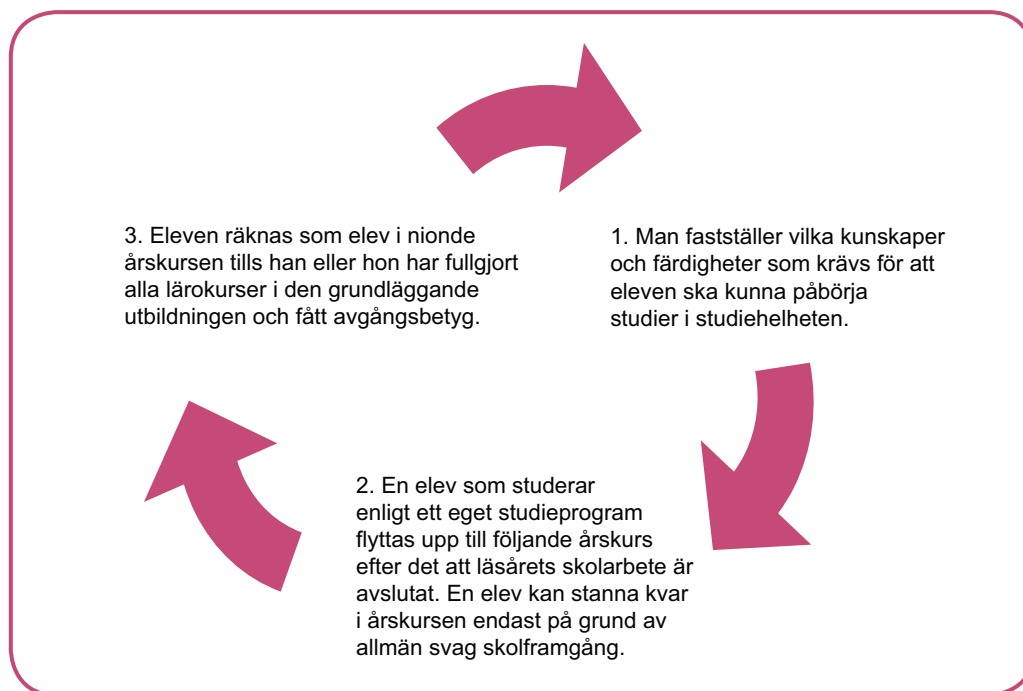 1. Man fastställer vilka kunskaper
och färdigheter som krävs för att
eleven ska kunna påbörja
studier i studiehelheten.
2. En elev som studerar
enligt ett eget studieprogram
flyttas upp till följande årskurs
efter det att läsårets skolarbete är
avslutat. En elev kan stanna kvar
i årskursen endast på grund av
allmän svag skolframgång.
3. Eleven räknas som elev i nionde
årskursen tills han eller hon har fullgjort
alla lärokurser i den grundläggande
utbildningen och fått avgångsbetyg.